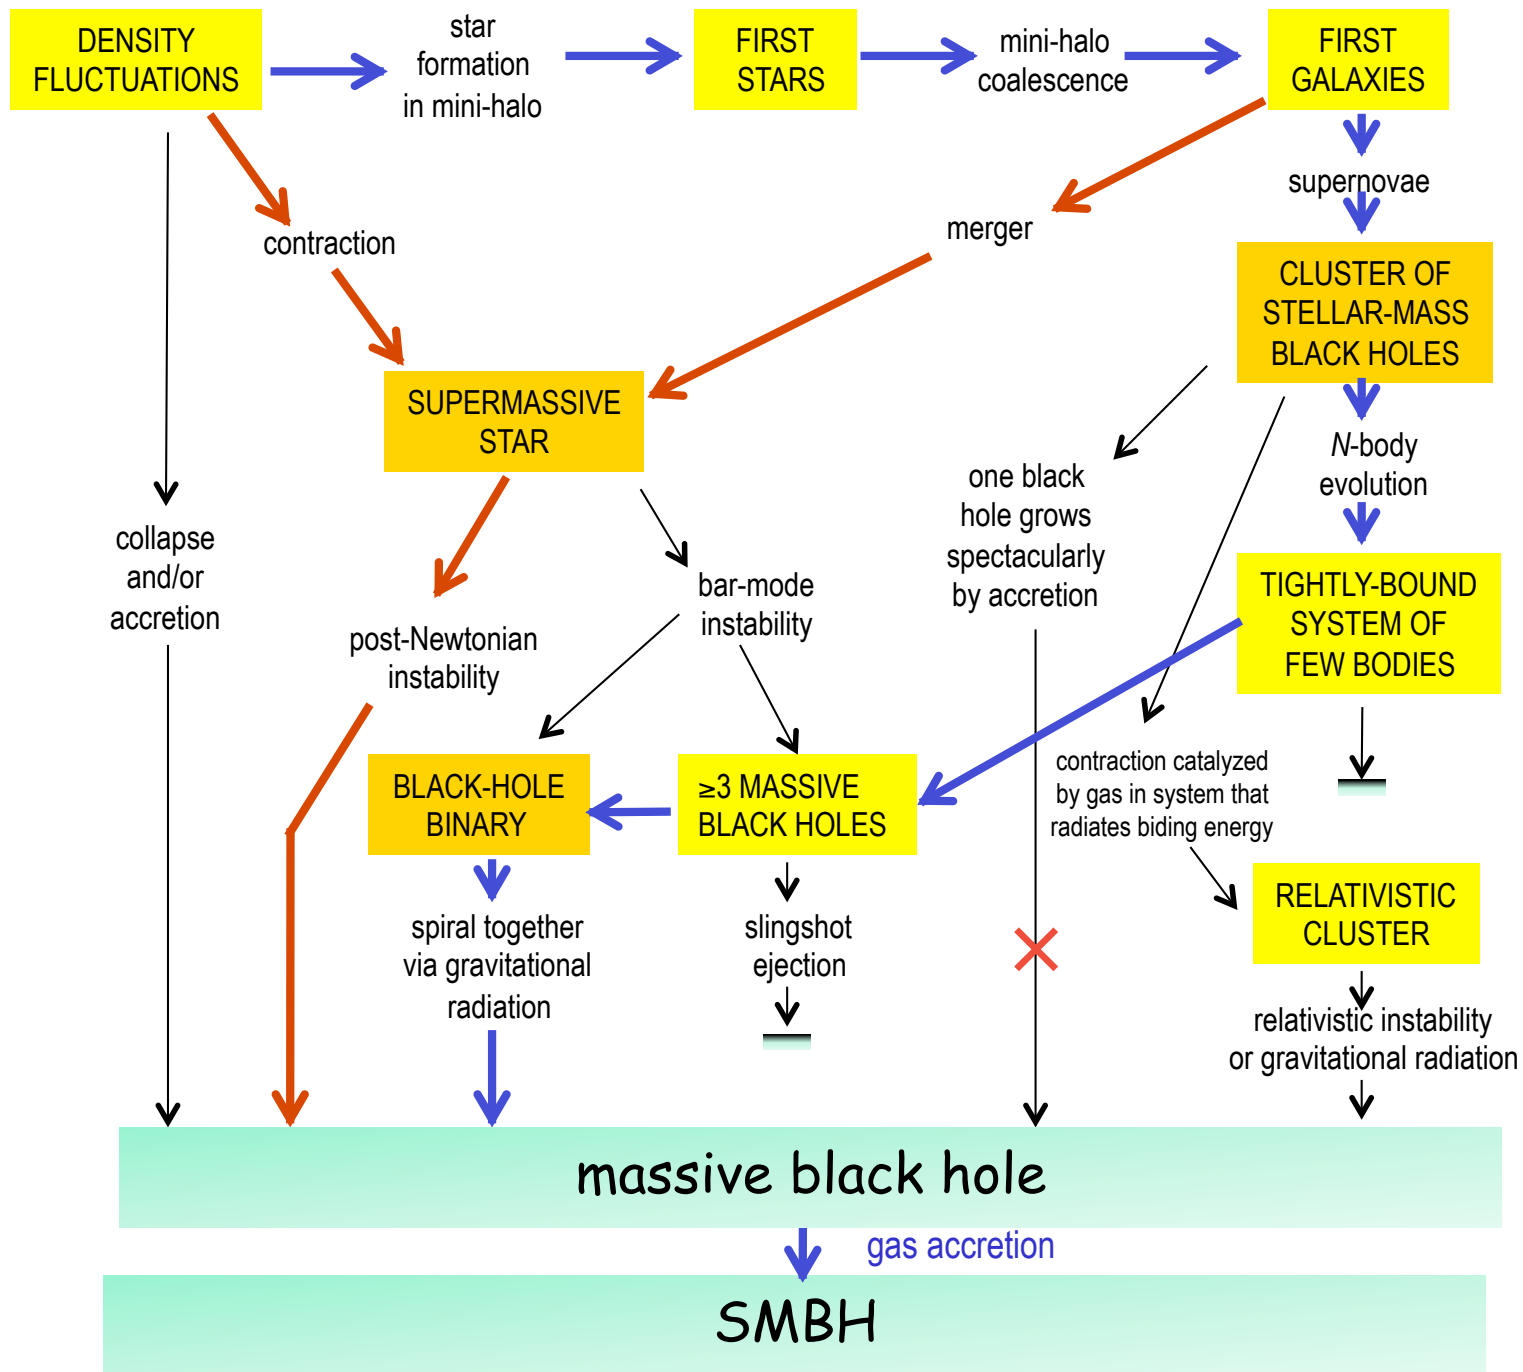 DENSITY
FLUCTUATIONS
star
formation
in mini-halo
FIRST
STARS
mini-halo
coalescence
FIRST
GALAXIES
supernovae
contraction
merger
CLUSTER OF
STELLAR-MASS
BLACK HOLES
SUPERMASSIVE
STAR
N-body
evolution
one black
hole grows
spectacularly
by accretion
collapse
and/or
accretion
bar-mode
instability
TIGHTLY-BOUND
SYSTEM OF
FEW BODIES
post-Newtonian
instability
contraction catalyzed
by gas in system that
radiates biding energy
BLACK-HOLE
BINARY
≥3 MASSIVE
BLACK HOLES
RELATIVISTIC
CLUSTER
spiral together
via gravitational
radiation
slingshot
ejection
relativistic instability
or gravitational radiation
massive black hole
gas accretion
SMBH